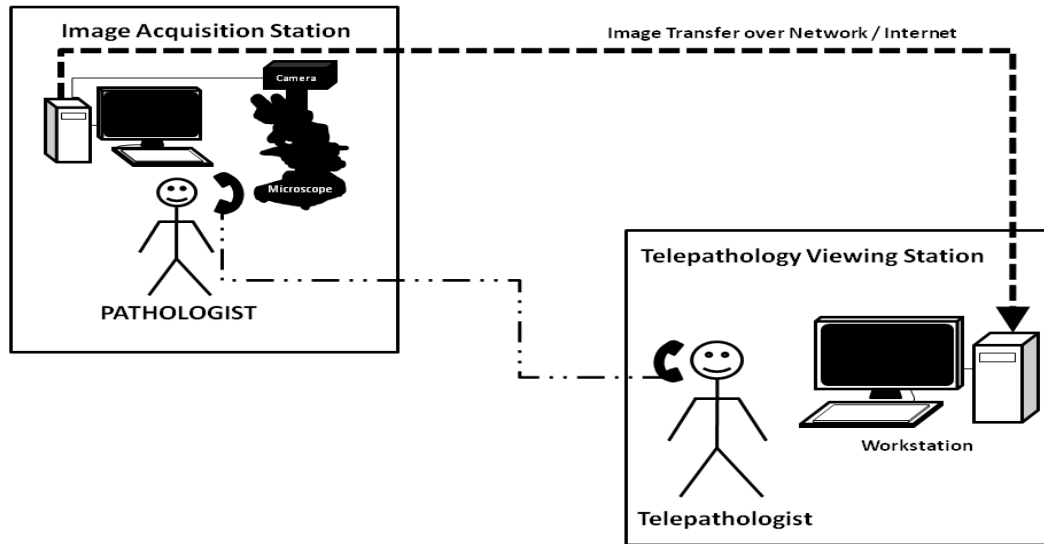 Image Acquisition Station
Image Transfer over Network / Internet
Camera
Microscope
PATHOLOGIST
Telepathology Viewing Station
Workstation
Telepathologist